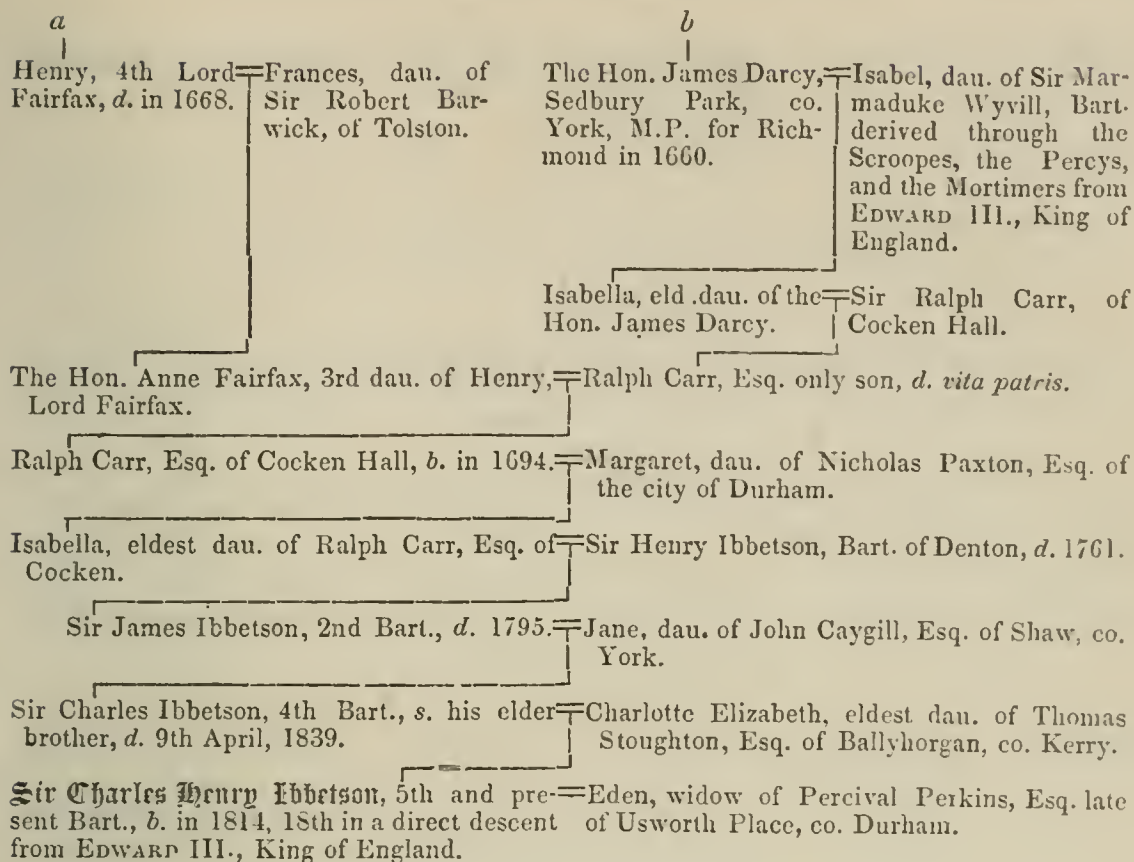 a
b
Henry, 4th Lord
Fairfax, d. in 1668.
Frances, dau. of
Sir Robert Bar-
wick, of Tolston.
The Hon. James Darcy,
Sedbury Park, co.
York, M.P. for Rich-
mond in 1660.
Isabel, dau. of Sir Mar-
maduke Wyvill, Bart.
derived through the
Scroopes, the Percys,
and the Mortimers from
EDWARD III., King of
England.
Isabella, eld .dau. of the
Hon. James Darcy.
Sir Ralph Carr, of
Cocken Hall.
The Hon. Anne Fairfax, 3rd dau. of Henry,
Lord Fairfax.
Ralph Carr, Esq. only son, d. vita patris.
Ralph Carr, Esq. of Cocken Hall, b. in 1694.
Margaret, dau. of Nicholas Paxton, Esq. of
the city of Durham.
Isabella, eldest dau. of Ralph Carr, Esq. of
Cocken.
Sir Henry Ibbetson, Bart. of Denton, d. 1761.
Sir James Ibbetson, 2nd Bart., d. 1795.
Jane, dau. of John Caygill, Esq. of Shaw, co.
York.
Sir Charles Ibbetson, 4th Bart., s. his elder
brother, d. 9th April, 1839.
Charlotte Elizabeth, eldest dau. of Thomas
Stoughton, Esq. of Ballyhorgan, co. Kerry.
Sir Charles Henry Ibbetson, 5th and pre-
sent Bart., b. in 1814, 18th in a direct descent
from EDWARD III., King of England.
Eden, widow of Percival Perkins, Esq. late
of Usworth Place, co. Durham.